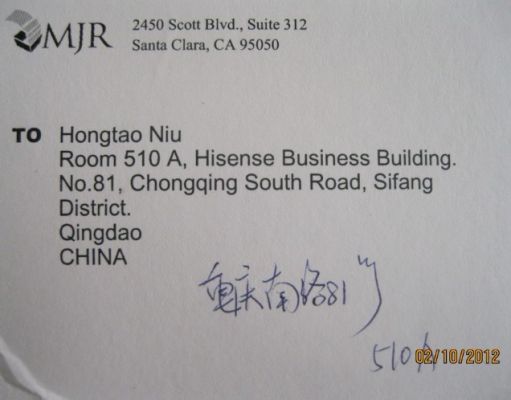 MJR
2450 Scott Blvd., Suite 312
Santa Clara, CA 95050
TO Hongtao Niu
Room 510 A, Hisense Business Building.
No.81, Chongqing South Road, Sifang
District.
Qingdao
CHINA
重庆南路81
510A
02/10/2012